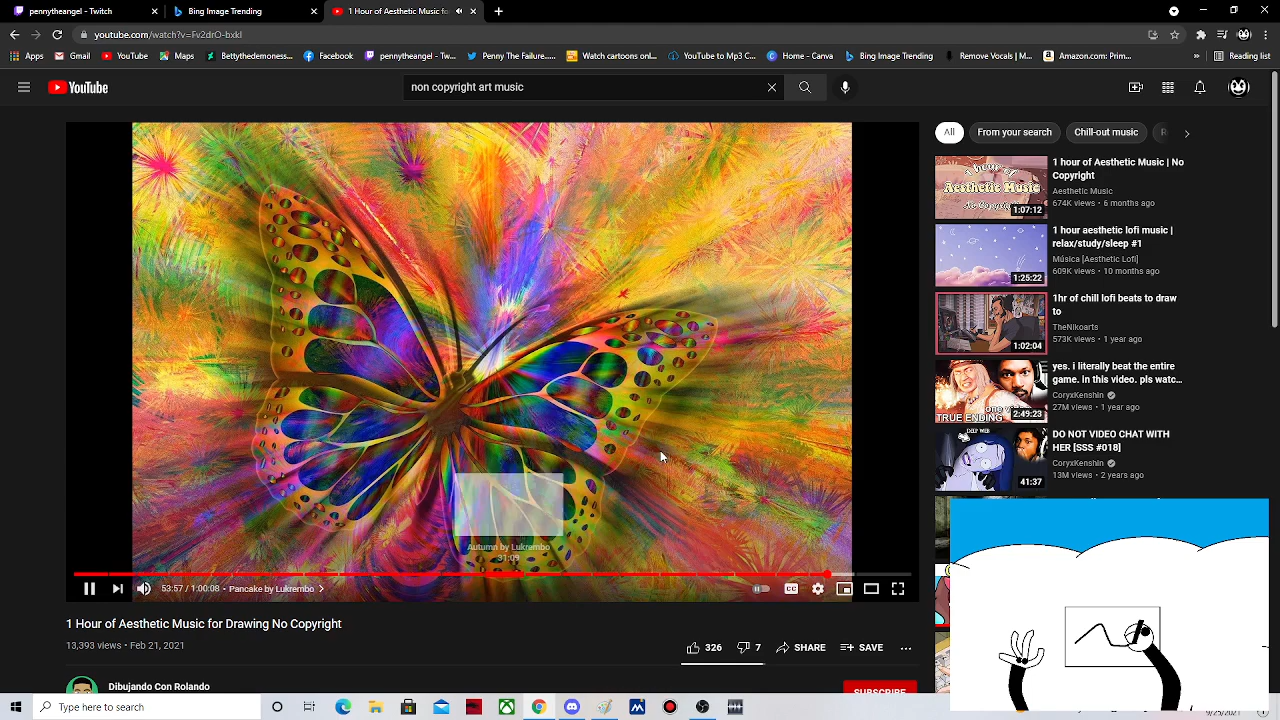 pennytheangel - Twitch
Bing Image Trending
1 Hour of Aesthetic Music for
youtube.com/watch?v=Fv2drO-bxkI
Apps
Gmail
YouTube
Maps
Bettythedemoness...
Facebook
pennytheangel - Tw...
Penny The Failure....
Watch cartoons onl...
YouTube to Mp3 C...
Home - Canva
Bing Image Trending
Remove Vocals | M...
Amazon.com: Prim...
»
Reading list
YouTube
non copyright art music
All
From your search
Chill-out music
1 hour of Aesthetic Music | No
Copyright
Aesthetic Music
674K views • 6 months ago
1:07:12
1 hour aesthetic lofi music |
relax/study/sleep #1
Música [Aesthetic Lofi]
609K views • 10 months ago
1:25:22
1hr of chill lofi beats to draw
to
TheNikoarts
573K views • 1 year ago
1:02:04
yes. i literally beat the entire
game. in this video. pls watc...
CoryxKenshin
27M views • 1 year ago
TRUE ENDING
2:49:23
DO NOT VIDEO CHAT WITH
HER [SSS #018]
CoryxKenshin
13M views • 2 years ago
41:37
Autumn by Lukrembo
31:09
53:57 / 1:00:08 • Pancake by Lukrembo
CC
1 Hour of Aesthetic Music for Drawing No Copyright
13,393 views • Feb 21, 2021
326
7
SHARE
SAVE
Dibujando Con Rolando
SUBSCRIBE
Type here to search
9/25/2021